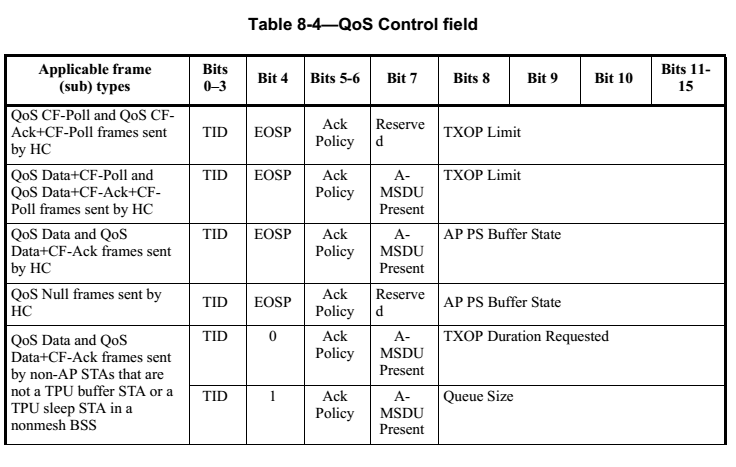 Table 8-4—QoS Control field
Applicable frame (sub) types | Bits 0–3 | Bit 4 | Bits 5-6 | Bit 7 | Bits 8 | Bit 9 | Bit 10 | Bits 11-15
QoS CF-Poll and QoS CF-
Ack+CF-Poll frames sent
by HC
TID
EOSP
Ack
Policy
Reserve
d
TXOP Limit
QoS Data+CF-Poll and
QoS Data+CF-Ack+CF-
Poll frames sent by HC
TID
EOSP
Ack
Policy
A-
MSDU
Present
TXOP Limit
QoS Data and QoS
Data+CF-Ack frames sent
by HC
TID
EOSP
Ack
Policy
A-
MSDU
Present
AP PS Buffer State
QoS Null frames sent by
HC
TID
EOSP
Ack
Policy
Reserve
d
AP PS Buffer State
QoS Data and QoS
Data+CF-Ack frames sent
by non-AP STAs that are
not a TPU buffer STA or a
TPU sleep STA in a
nonmesh BSS
TID
0
Ack
Policy
A-
MSDU
Present
TXOP Duration Requested
TID
1
Ack
Policy
A-
MSDU
Present
Queue Size